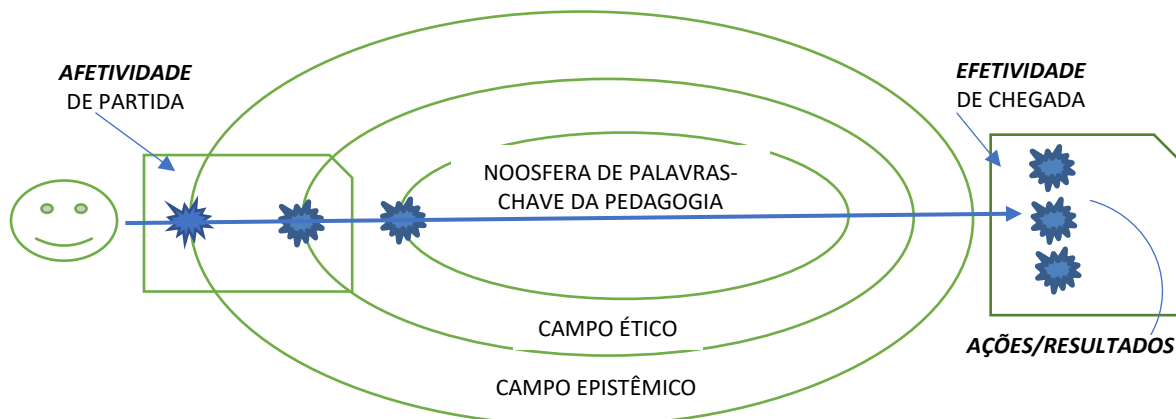 AFETIVIDADE
DE PARTIDA
EFETIVIDADE
DE CHEGADA
NOOSFERA DE PALAVRAS-
CHAVE DA PEDAGOGIA
CAMPO ÉTICO
AÇÕES/RESULTADOS
CAMPO EPISTÊMICO